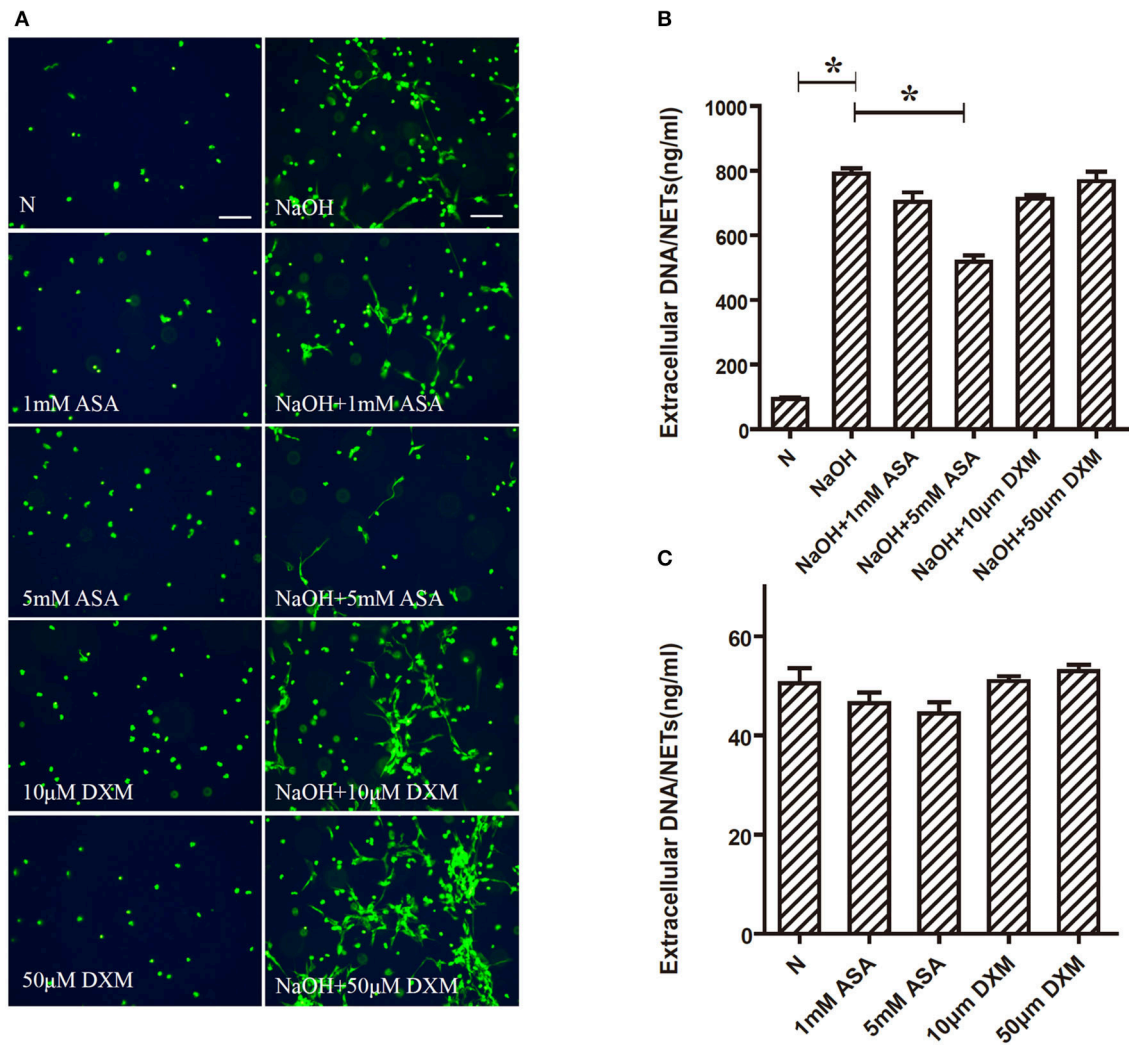 A
N
NaOH
1mM ASA
NaOH+1mM ASA
5mM ASA
NaOH+5mM ASA
10μM DXM
NaOH+10μM DXM
50μM DXM
NaOH+50μM DXM
B
*
*
Extracellular DNA/NETs(ng/ml)
1000
800
600
400
200
0
N
NaOH
NaOH+1mM ASA
NaOH+5mM ASA
NaOH+10μm DXM
NaOH+50μm DXM
C
Extracellular DNA/NETs(ng/ml)
60
40
20
0
N
1mM ASA
5mM ASA
10μm DXM
50μm DXM